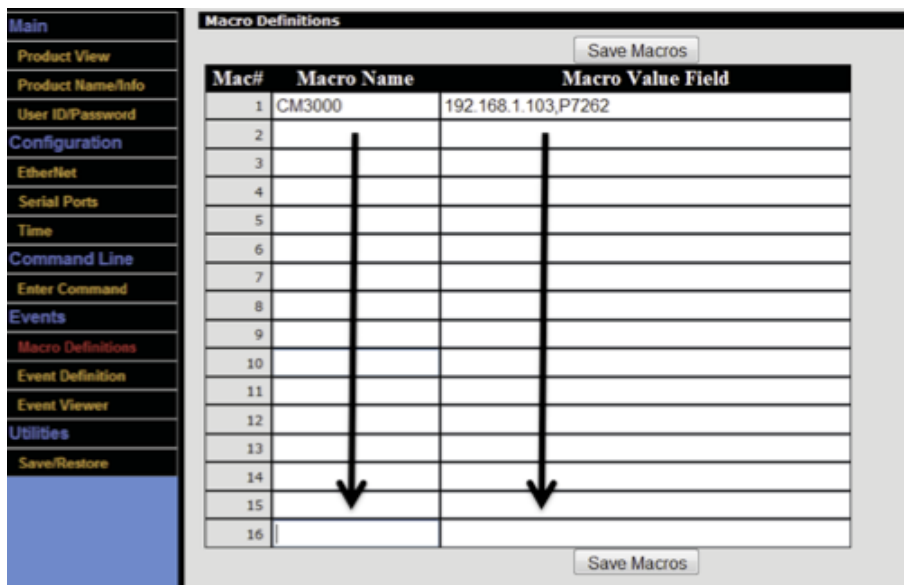 Main
Product View
Product Name/Info
User ID/Password
Configuration
EtherNet
Serial Ports
Time
Command Line
Enter Command
Events
Macro Definitions
Event Definition
Event Viewer
Utilities
Save/Restore
Macro Definitions
Save Macros
Mac# Macro Name Macro Value Field
1 CM3000 192.168.1.103,P7262
2
3
4
5
6
7
8
9
10
11
12
13
14
15
16
Save Macros